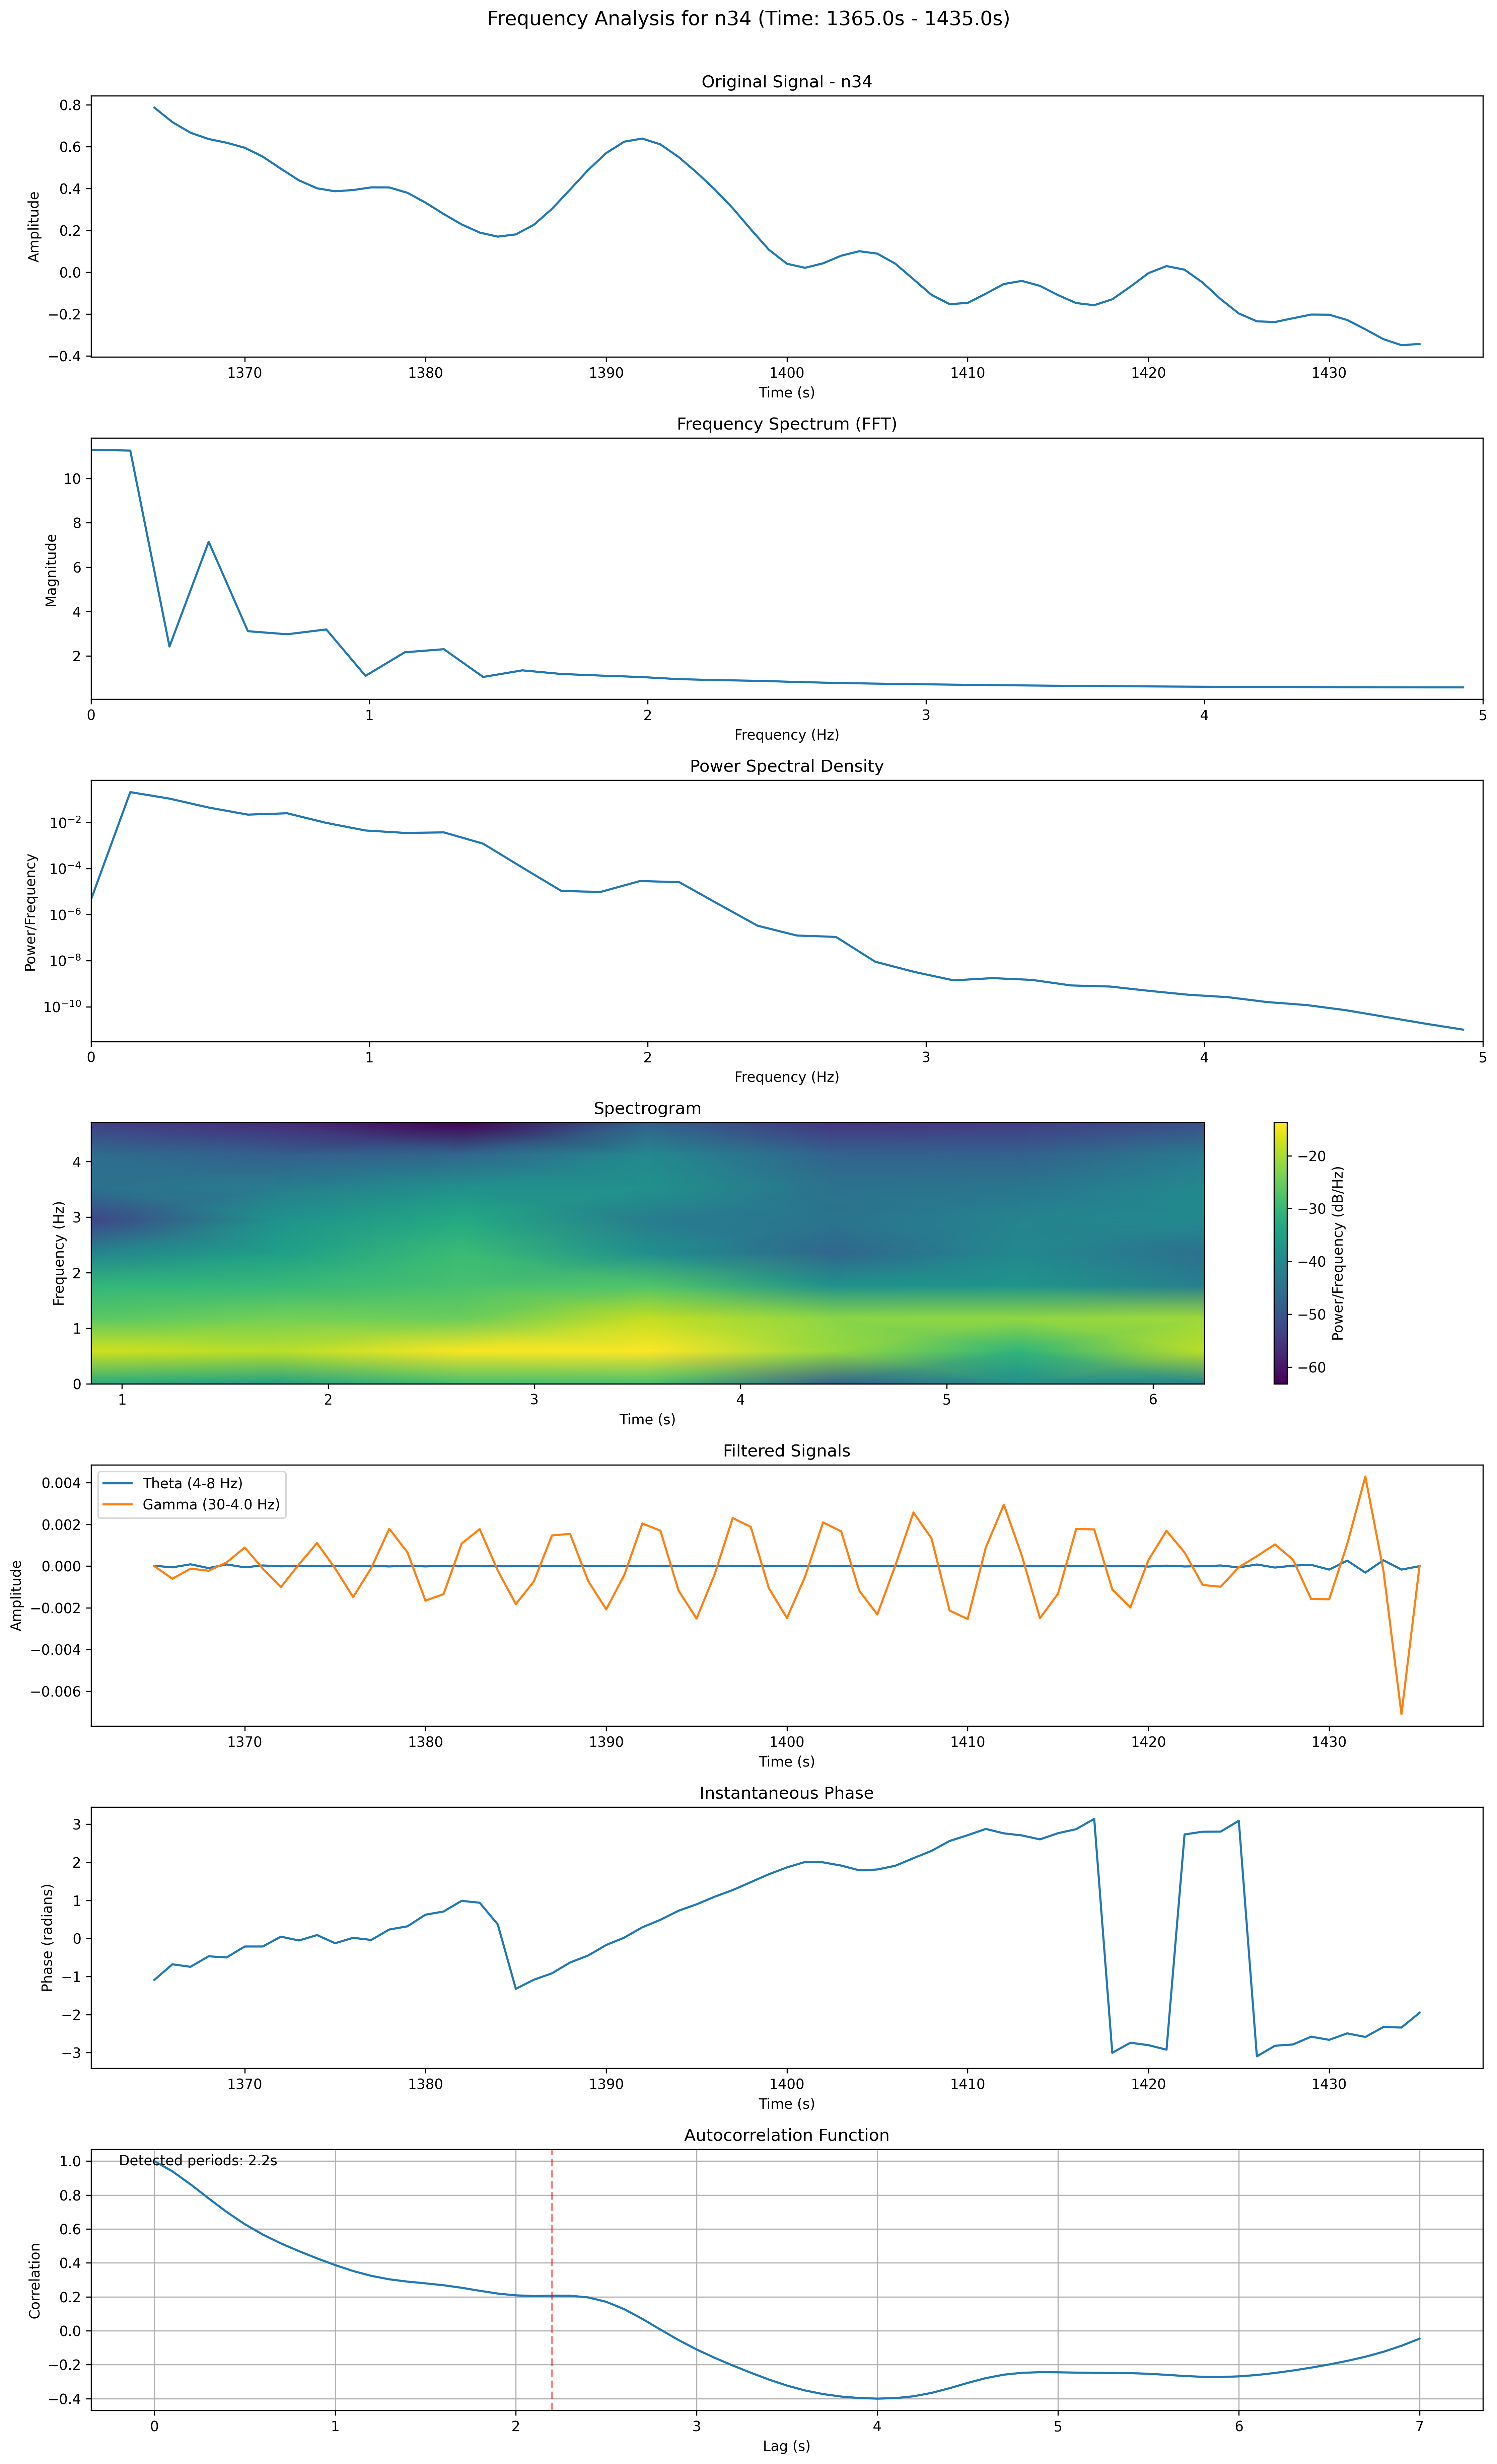 Frequency Analysis for n34 (Time: 1365.0s - 1435.0s)
Original Signal - n34
Amplitude
0.8
0.6
0.4
0.2
0.0
−0.2
−0.4
1370 1380 1390 1400 1410 1420 1430
Time (s)
Frequency Spectrum (FFT)
Magnitude
10
8
6
4
2
0 1 2 3 4 5
Frequency (Hz)
Power Spectral Density
Power/Frequency
10⁻²
10⁻⁴
10⁻⁶
10⁻⁸
10⁻¹⁰
0 1 2 3 4 5
Frequency (Hz)
Spectrogram
Frequency (Hz)
4
3
2
1
0
1 2 3 4 5 6
Time (s)
−20
−30
−40
−50
−60
Power/Frequency (dB/Hz)
Filtered Signals
Theta (4-8 Hz)
Gamma (30-4.0 Hz)
Amplitude
0.004
0.002
0.000
−0.002
−0.004
−0.006
1370 1380 1390 1400 1410 1420 1430
Time (s)
Instantaneous Phase
Phase (radians)
3
2
1
0
−1
−2
−3
1370 1380 1390 1400 1410 1420 1430
Time (s)
Autocorrelation Function
Detected periods: 2.2s
Correlation
1.0
0.8
0.6
0.4
0.2
0.0
−0.2
−0.4
0 1 2 3 4 5 6 7
Lag (s)